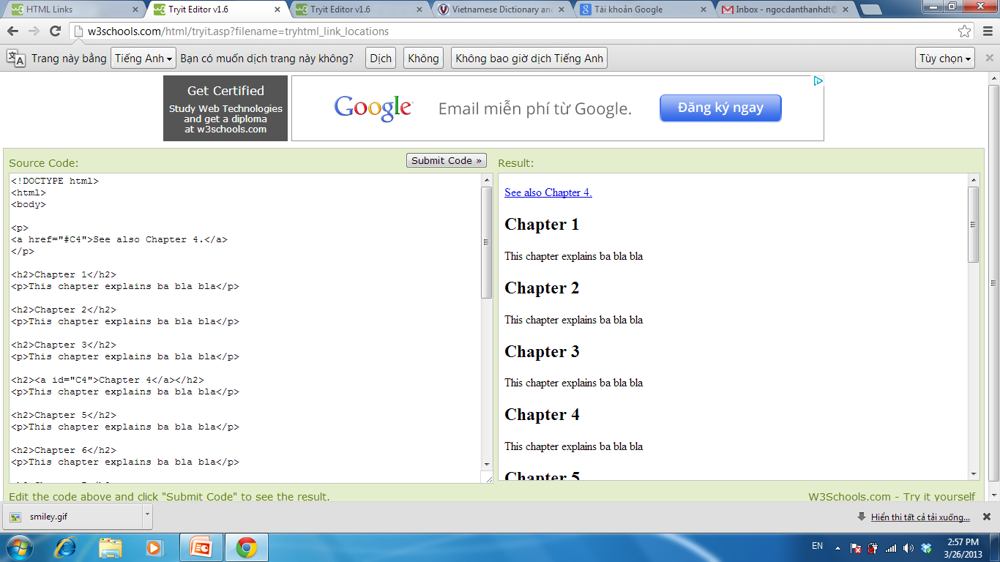 HTML Links
Tryit Editor v1.6
Tryit Editor v1.6
Vietnamese Dictionary an
Tài khoản Google
Inbox - ngocdanthanhdt@
w3schools.com/html/tryit.asp?filename=tryhtml_link_locations
Trang này bằng Tiếng Anh Bạn có muốn dịch trang này không? Dịch Không Không bao giờ dịch Tiếng Anh Tùy chọn
Get Certified
Study Web Technologies
and get a diploma
at w3schools.com
Google Email miễn phí từ Google. Đăng ký ngay
Source Code: Submit Code »
<!DOCTYPE html>
<html>
<body>
<p>
<a href="#C4">See also Chapter 4.</a>
</p>
<h2>Chapter 1</h2>
<p>This chapter explains ba bla bla</p>
<h2>Chapter 2</h2>
<p>This chapter explains ba bla bla</p>
<h2>Chapter 3</h2>
<p>This chapter explains ba bla bla</p>
<h2><a id="C4">Chapter 4</a></h2>
<p>This chapter explains ba bla bla</p>
<h2>Chapter 5</h2>
<p>This chapter explains ba bla bla</p>
<h2>Chapter 6</h2>
<p>This chapter explains ba bla bla</p>
Result:
See also Chapter 4.
Chapter 1
This chapter explains ba bla bla
Chapter 2
This chapter explains ba bla bla
Chapter 3
This chapter explains ba bla bla
Chapter 4
This chapter explains ba bla bla
Chapter 5
Edit the code above and click "Submit Code" to see the result.
W3Schools.com - Try it yourself
smiley.gif
Hiển thị tất cả tải xuống...
EN
2:57 PM
3/26/2013